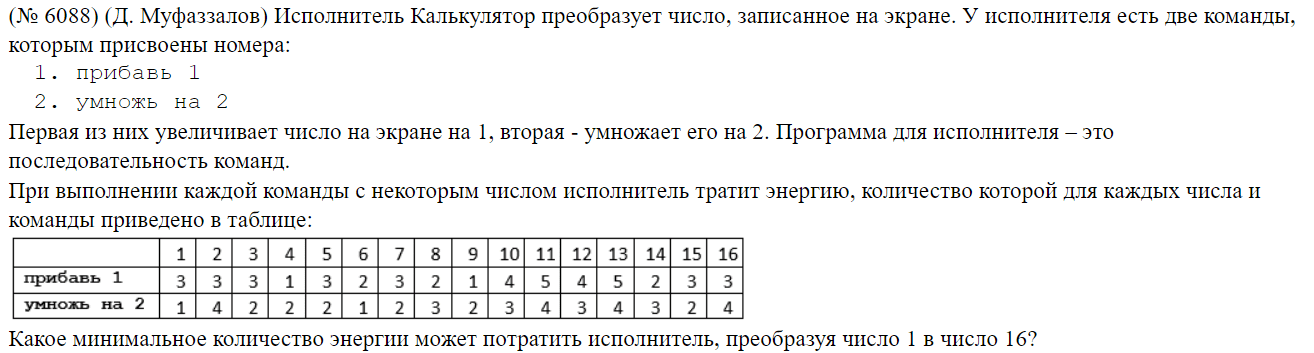 (№ 6088) (Д. Муфаззалов) Исполнитель Калькулятор преобразует число, записанное на экране. У исполнителя есть две команды,
которым присвоены номера:
1. прибавь 1
2. умножь на 2
Первая из них увеличивает число на экране на 1, вторая - умножает его на 2. Программа для исполнителя – это
последовательность команд.
При выполнении каждой команды с некоторым числом исполнитель тратит энергию, количество которой для каждых числа и
команды приведено в таблице:
1 2 3 4 5 6 7 8 9 10 11 12 13 14 15 16
прибавь 1 3 3 3 1 3 2 3 2 1 4 5 4 5 2 3 3
умножь на 2 1 4 2 2 2 1 2 3 2 3 4 3 4 3 2 4
Какое минимальное количество энергии может потратить исполнитель, преобразуя число 1 в число 16?